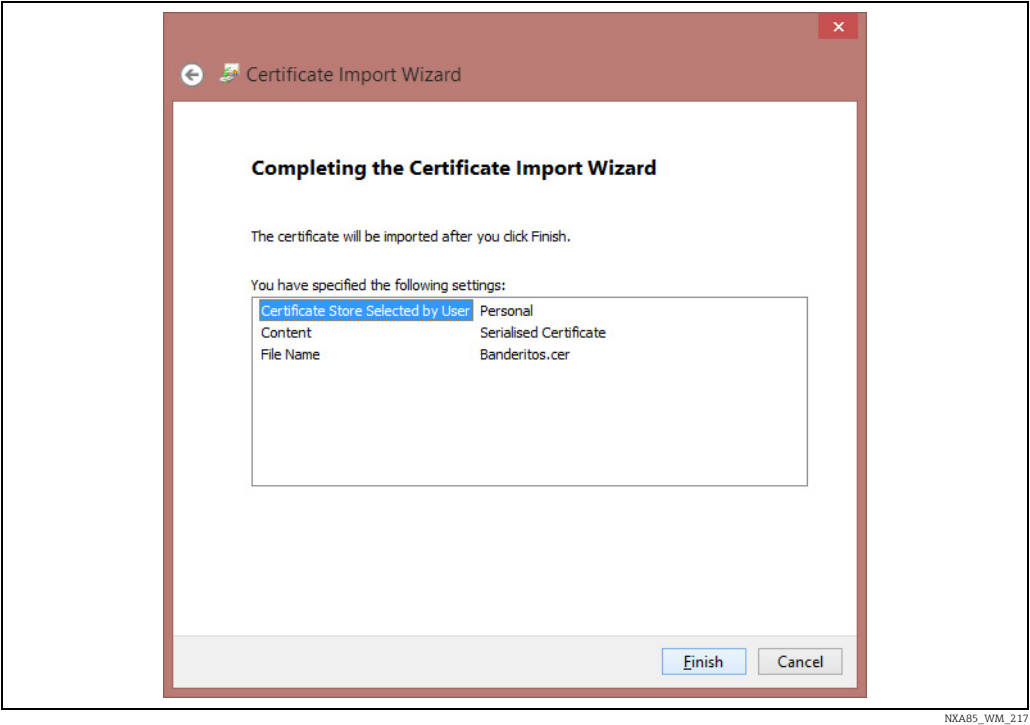 Certificate Import Wizard
Completing the Certificate Import Wizard
The certificate will be imported after you click Finish.
You have specified the following settings:
Certificate Store Selected by User Personal
Content Serialised Certificate
File Name Banderitos.cer
Finish Cancel
NXA85_WM_217